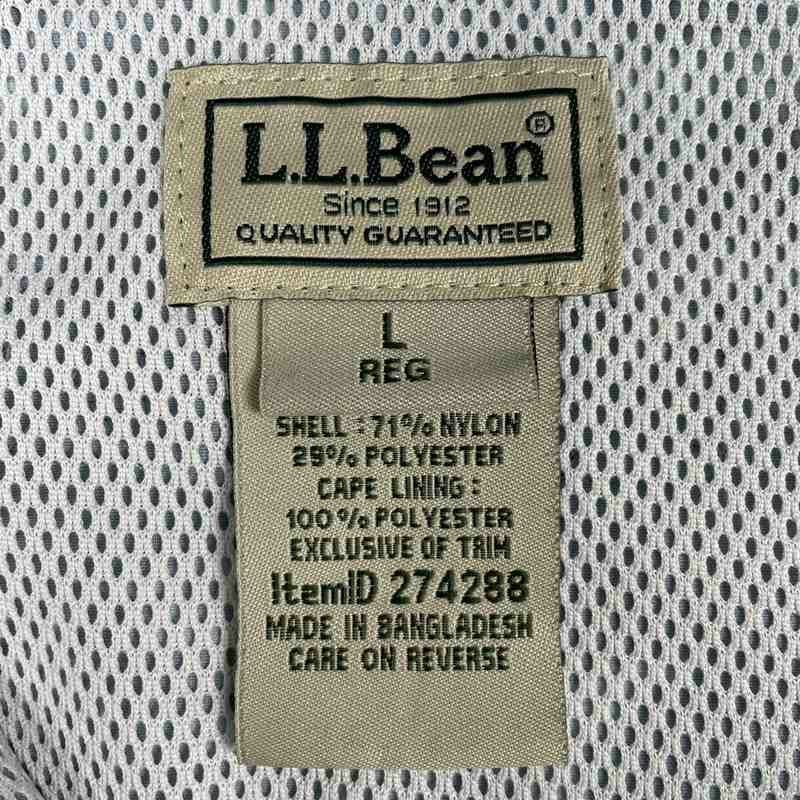 L.L.Bean®
Since 1912
QUALITY GUARANTEED
L
REG
SHELL : 71% NYLON
29% POLYESTER
CAPE LINING :
100% POLYESTER
EXCLUSIVE OF TRIM
ItemID 274288
MADE IN BANGLADESH
CARE ON REVERSE